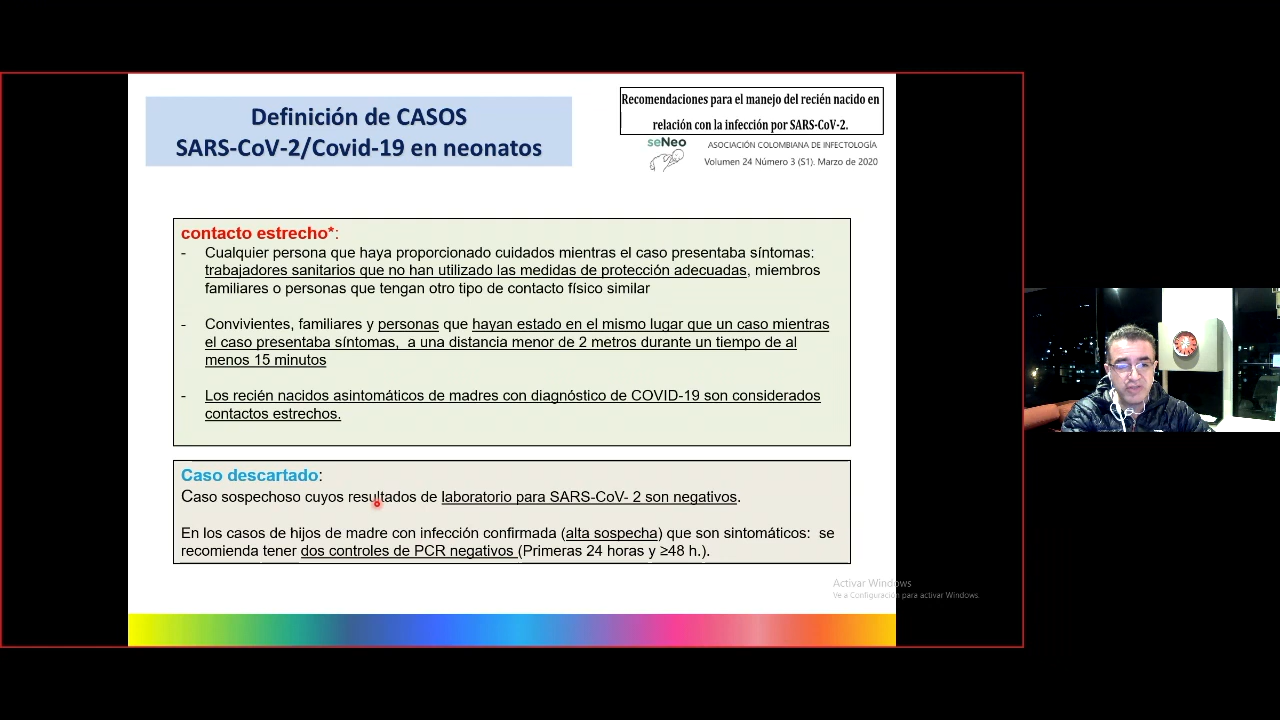 Definición de CASOS
SARS-CoV-2/Covid-19 en neonatos
Recomendaciones para el manejo del recién nacido en
relación con la infección por SARS-CoV-2.
seNeo
ASOCIACIÓN COLOMBIANA DE INFECTOLOGÍA
Volumen 24 Número 3 (S1). Marzo de 2020
contacto estrecho*:
- Cualquier persona que haya proporcionado cuidados mientras el caso presentaba síntomas:
trabajadores sanitarios que no han utilizado las medidas de protección adecuadas, miembros
familiares o personas que tengan otro tipo de contacto físico similar
- Convivientes, familiares y personas que hayan estado en el mismo lugar que un caso mientras
el caso presentaba síntomas, a una distancia menor de 2 metros durante un tiempo de al
menos 15 minutos
- Los recién nacidos asintomáticos de madres con diagnóstico de COVID-19 son considerados
contactos estrechos.
Caso descartado:
Caso sospechoso cuyos resultados de laboratorio para SARS-CoV- 2 son negativos.
En los casos de hijos de madre con infección confirmada (alta sospecha) que son sintomáticos: se
recomienda tener dos controles de PCR negativos (Primeras 24 horas y ≥48 h.).
Activar Windows
Ve a Configuración para activar Windows.